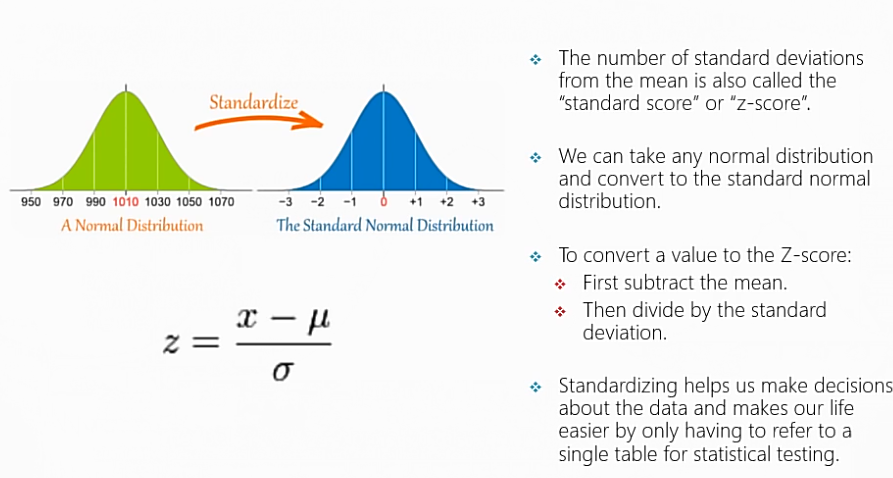 Standardize
950 970 990 1010 1030 1050 1070
A Normal Distribution
−3 −2 −1 0 +1 +2 +3
The Standard Normal Distribution
z = (x − μ) / σ
The number of standard deviations
from the mean is also called the
“standard score” or “z-score”.
We can take any normal distribution
and convert to the standard normal
distribution.
To convert a value to the Z-score:
First subtract the mean.
Then divide by the standard
deviation.
Standardizing helps us make decisions
about the data and makes our life
easier by only having to refer to a
single table for statistical testing.